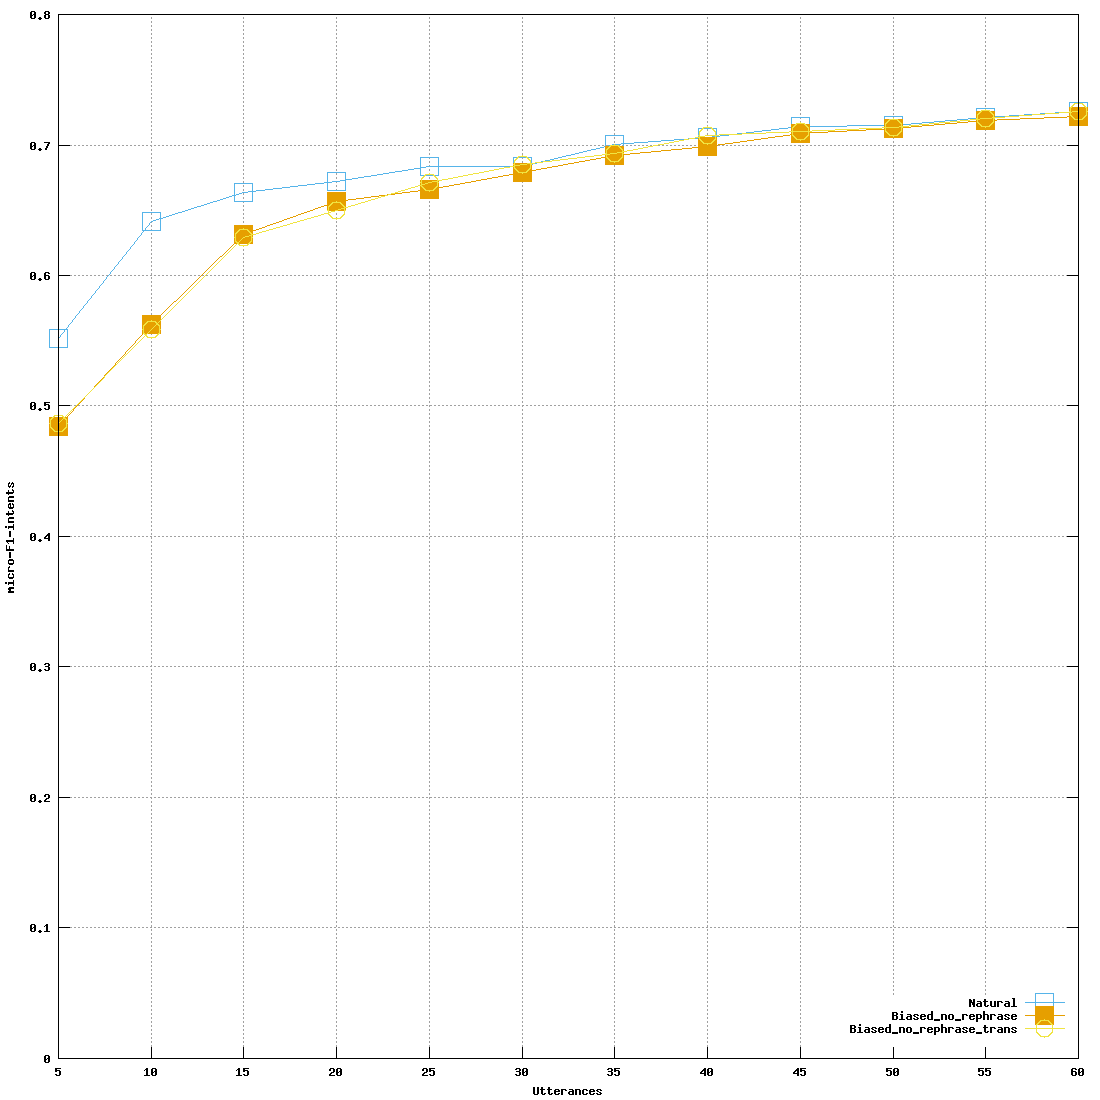 0.8
0.7
0.6
0.5
0.4
0.3
0.2
0.1
0
micro-F1-intents
5 10 15 20 25 30 35 40 45 50 55 60
Utterances
Natural
Biased_no_rephrase
Biased_no_rephrase_trans